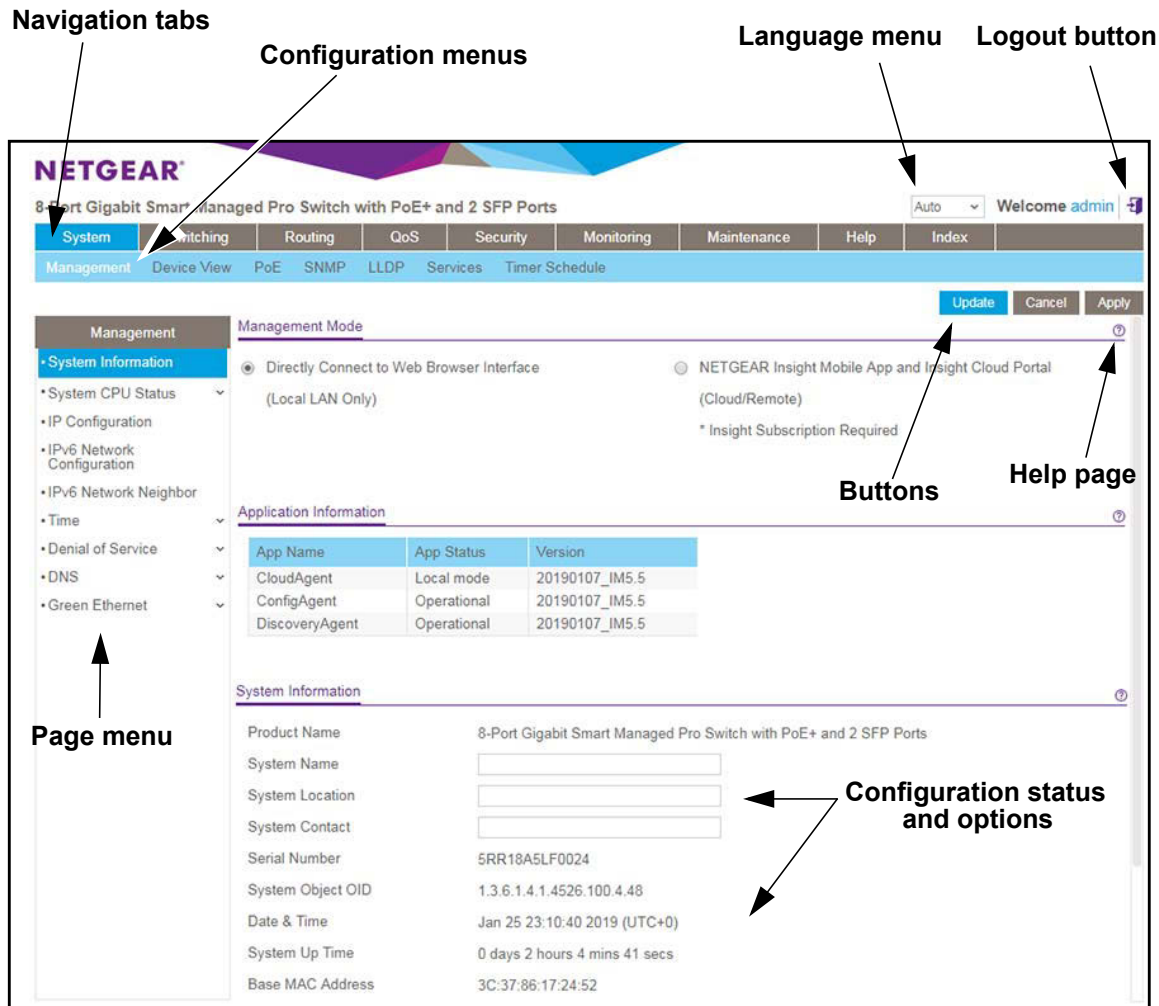 Navigation tabs
Configuration menus
Language menu
Logout button
NETGEAR
8-Port Gigabit Smart Managed Pro Switch with PoE+ and 2 SFP Ports
Auto
Welcome admin
System Switching Routing QoS Security Monitoring Maintenance Help Index
Management Device View PoE SNMP LLDP Services Timer Schedule
Update Cancel Apply
Management
• System Information
• System CPU Status
• IP Configuration
• IPv6 Network
Configuration
• IPv6 Network Neighbor
• Time
• Denial of Service
• DNS
• Green Ethernet
Page menu
Management Mode
Directly Connect to Web Browser Interface
(Local LAN Only)
NETGEAR Insight Mobile App and Insight Cloud Portal
(Cloud/Remote)
* Insight Subscription Required
Buttons
Help page
Application Information
App Name App Status Version
CloudAgent Local mode 20190107_IM5.5
ConfigAgent Operational 20190107_IM5.5
DiscoveryAgent Operational 20190107_IM5.5
System Information
Product Name 8-Port Gigabit Smart Managed Pro Switch with PoE+ and 2 SFP Ports
System Name
System Location
System Contact
Configuration status
and options
Serial Number 5RR18A5LF0024
System Object OID 1.3.6.1.4.1.4526.100.4.48
Date & Time Jan 25 23:10:40 2019 (UTC+0)
System Up Time 0 days 2 hours 4 mins 41 secs
Base MAC Address 3C:37:86:17:24:52